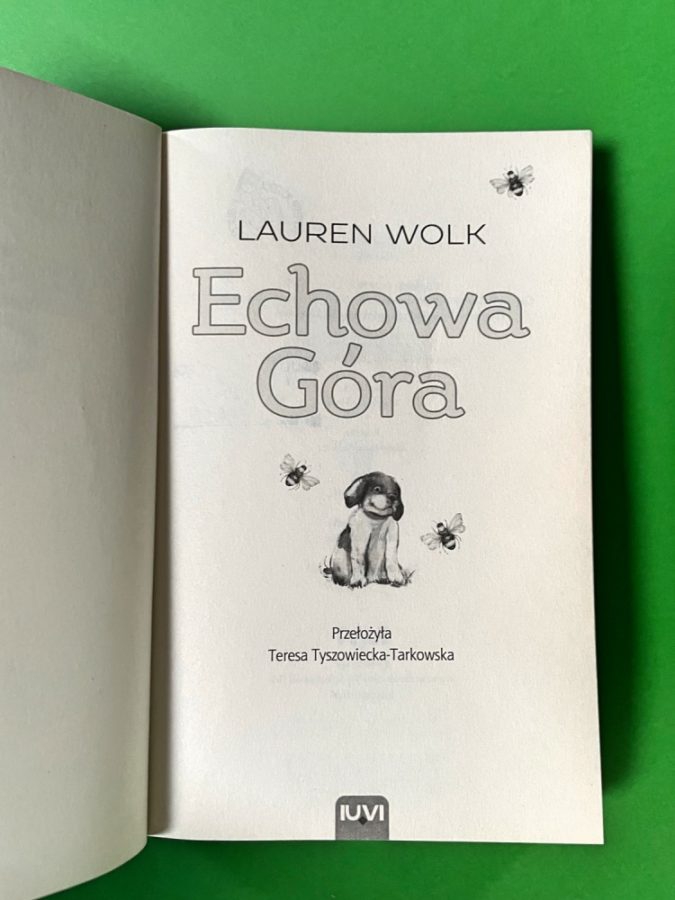 LAUREN WOLK
Echowa
Góra
Przełożyła
Teresa Tyszowiecka-Tarkowska
IUVI